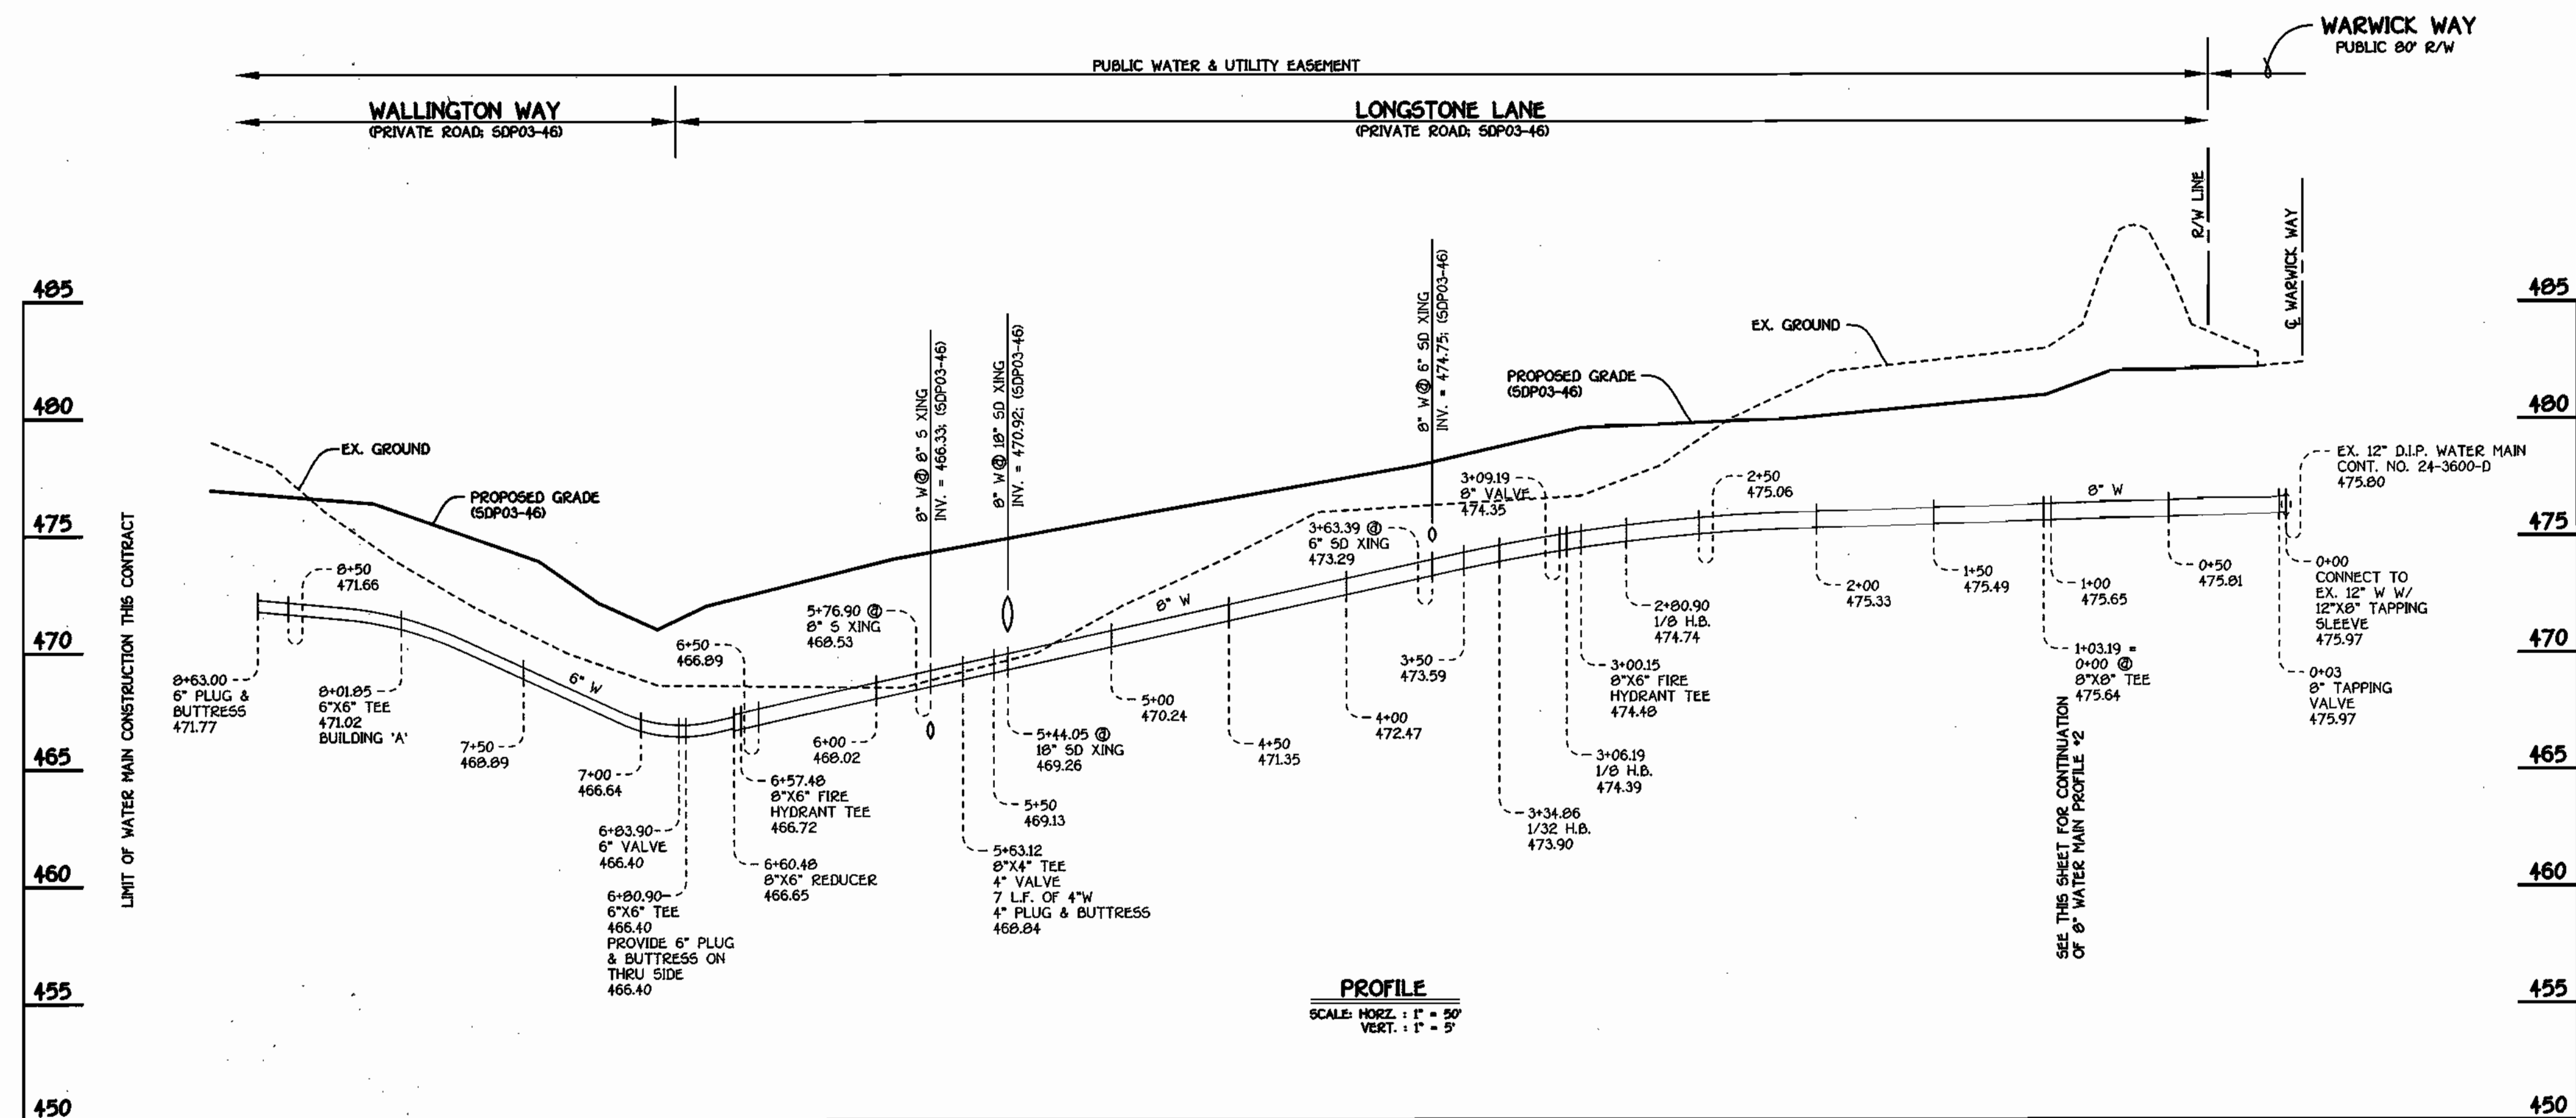 WARWICK WAY
PUBLIC 80' R/W
PUBLIC WATER & UTILITY EASEMENT
WALLINGTON WAY
(PRIVATE ROAD; SDP03-46)
LONGSTONE LANE
(PRIVATE ROAD; SDP03-46)
R/W LINE
℄ WARWICK WAY
485
480
475
470
465
460
455
450
LIMIT OF WATER MAIN CONSTRUCTION THIS CONTRACT
EX. GROUND
PROPOSED GRADE
(SDP03-46)
8+50
471.66
8+63.00
6" PLUG &
BUTTRESS
471.77
8+01.85
6"X6" TEE
471.02
BUILDING 'A'
7+50
468.89
6" W
7+00
466.64
6+83.90
6" VALVE
466.40
6+80.90
6"X6" TEE
466.40
PROVIDE 6" PLUG
& BUTTRESS ON
THRU SIDE
466.40
6+50
466.89
6+57.48
8"X6" FIRE
HYDRANT TEE
466.72
6+60.48
8"X6" REDUCER
466.65
5+76.90 @
8" S XING
468.53
6+00
468.02
8" W @ 8" S XING
INV. = 466.33; (SDP03-46)
8" W @ 18" SD XING
INV. = 470.92; (SDP03-46)
5+44.05 @
18" SD XING
469.26
5+50
469.13
5+63.12
8"X4" TEE
4" VALVE
7 L.F. OF 4"W
4" PLUG & BUTTRESS
468.84
8" W
5+00
470.24
4+50
471.35
4+00
472.47
8" W @ 6" SD XING
INV. = 474.75; (SDP03-46)
3+63.39 @
6" SD XING
473.29
3+50
473.59
3+09.19
8" VALVE
474.35
3+34.86
1/32 H.B.
473.90
3+06.19
1/8 H.B.
474.39
3+00.15
8"X6" FIRE
HYDRANT TEE
474.48
2+80.90
1/8 H.B.
474.74
2+50
475.06
PROPOSED GRADE
(SDP03-46)
EX. GROUND
2+00
475.33
1+50
475.49
8" W
1+00
475.65
1+03.19 =
0+00 @
8"X8" TEE
475.64
0+50
475.81
SEE THIS SHEET FOR CONTINUATION
OF 8" WATER MAIN PROFILE #2
EX. 12" D.I.P. WATER MAIN
CONT. NO. 24-3600-D
475.80
0+00
CONNECT TO
EX. 12" W W/
12"X8" TAPPING
SLEEVE
475.97
0+03
8" TAPPING
VALVE
475.97
485
480
475
470
465
460
455
450
PROFILE
SCALE: HORZ. : 1" = 50'
VERT. : 1" = 5'